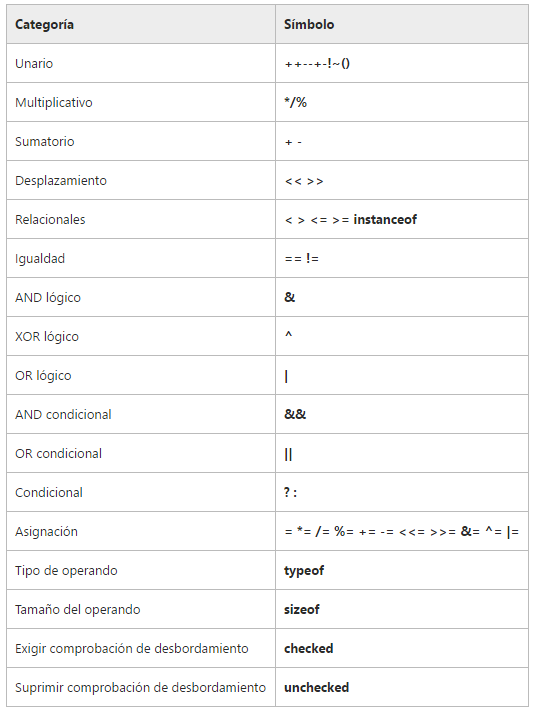 Categoría Símbolo
Unario ++--+-!~()
Multiplicativo */%
Sumatorio + -
Desplazamiento << >>
Relacionales < > <= >= instanceof
Igualdad == !=
AND lógico &
XOR lógico ^
OR lógico |
AND condicional &&
OR condicional ||
Condicional ? :
Asignación = *= /= %= += -= <<= >>= &= ^= |=
Tipo de operando typeof
Tamaño del operando sizeof
Exigir comprobación de desbordamiento checked
Suprimir comprobación de desbordamiento unchecked